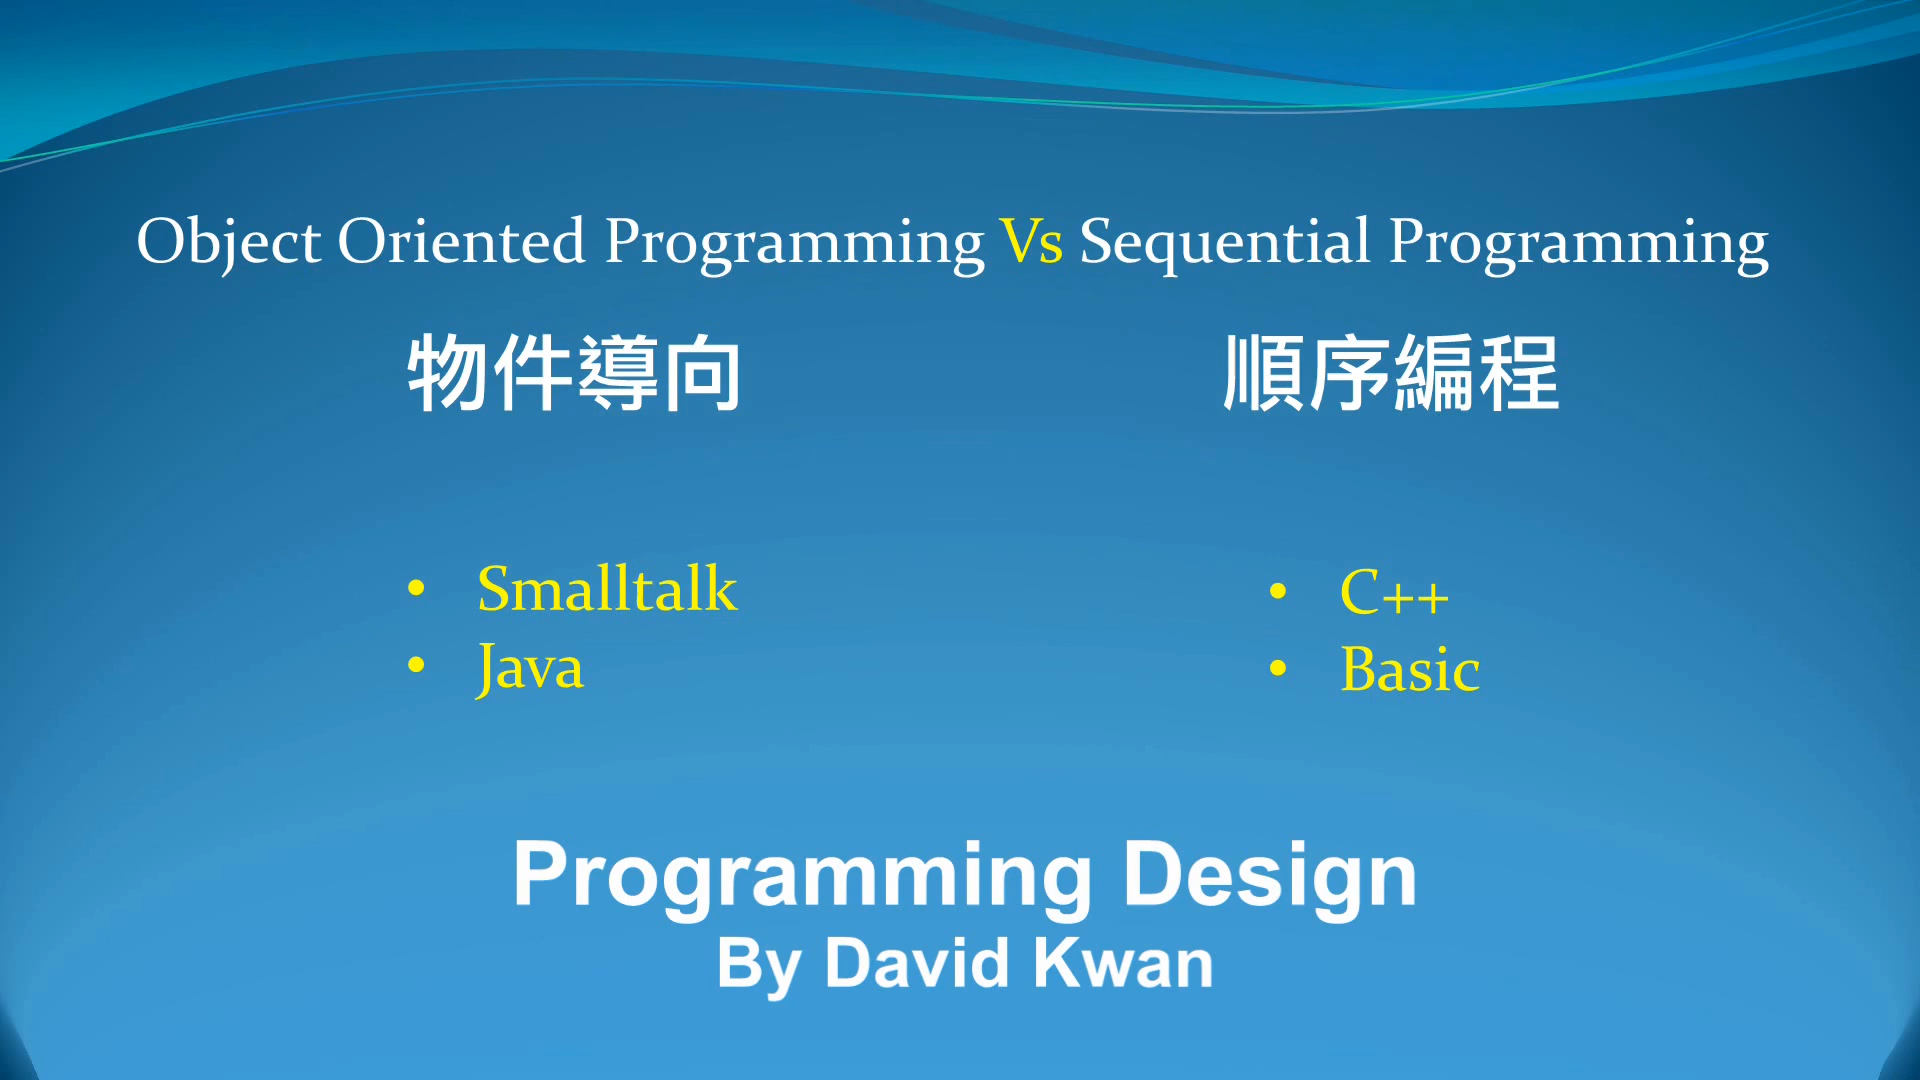 Object Oriented Programming Vs Sequential Programming
物件導向 順序編程
• Smalltalk
• Java
• C++
• Basic
Programming Design
By David Kwan